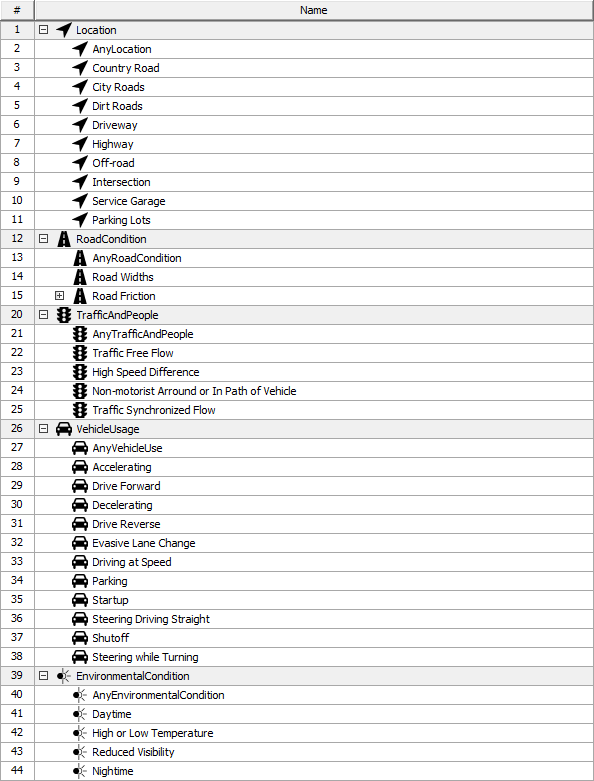 # Name
1 Location
2 AnyLocation
3 Country Road
4 City Roads
5 Dirt Roads
6 Driveway
7 Highway
8 Off-road
9 Intersection
10 Service Garage
11 Parking Lots
12 RoadCondition
13 AnyRoadCondition
14 Road Widths
15 Road Friction
20 TrafficAndPeople
21 AnyTrafficAndPeople
22 Traffic Free Flow
23 High Speed Difference
24 Non-motorist Arround or In Path of Vehicle
25 Traffic Synchronized Flow
26 VehicleUsage
27 AnyVehicleUse
28 Accelerating
29 Drive Forward
30 Decelerating
31 Drive Reverse
32 Evasive Lane Change
33 Driving at Speed
34 Parking
35 Startup
36 Steering Driving Straight
37 Shutoff
38 Steering while Turning
39 EnvironmentalCondition
40 AnyEnvironmentalCondition
41 Daytime
42 High or Low Temperature
43 Reduced Visibility
44 Nightime